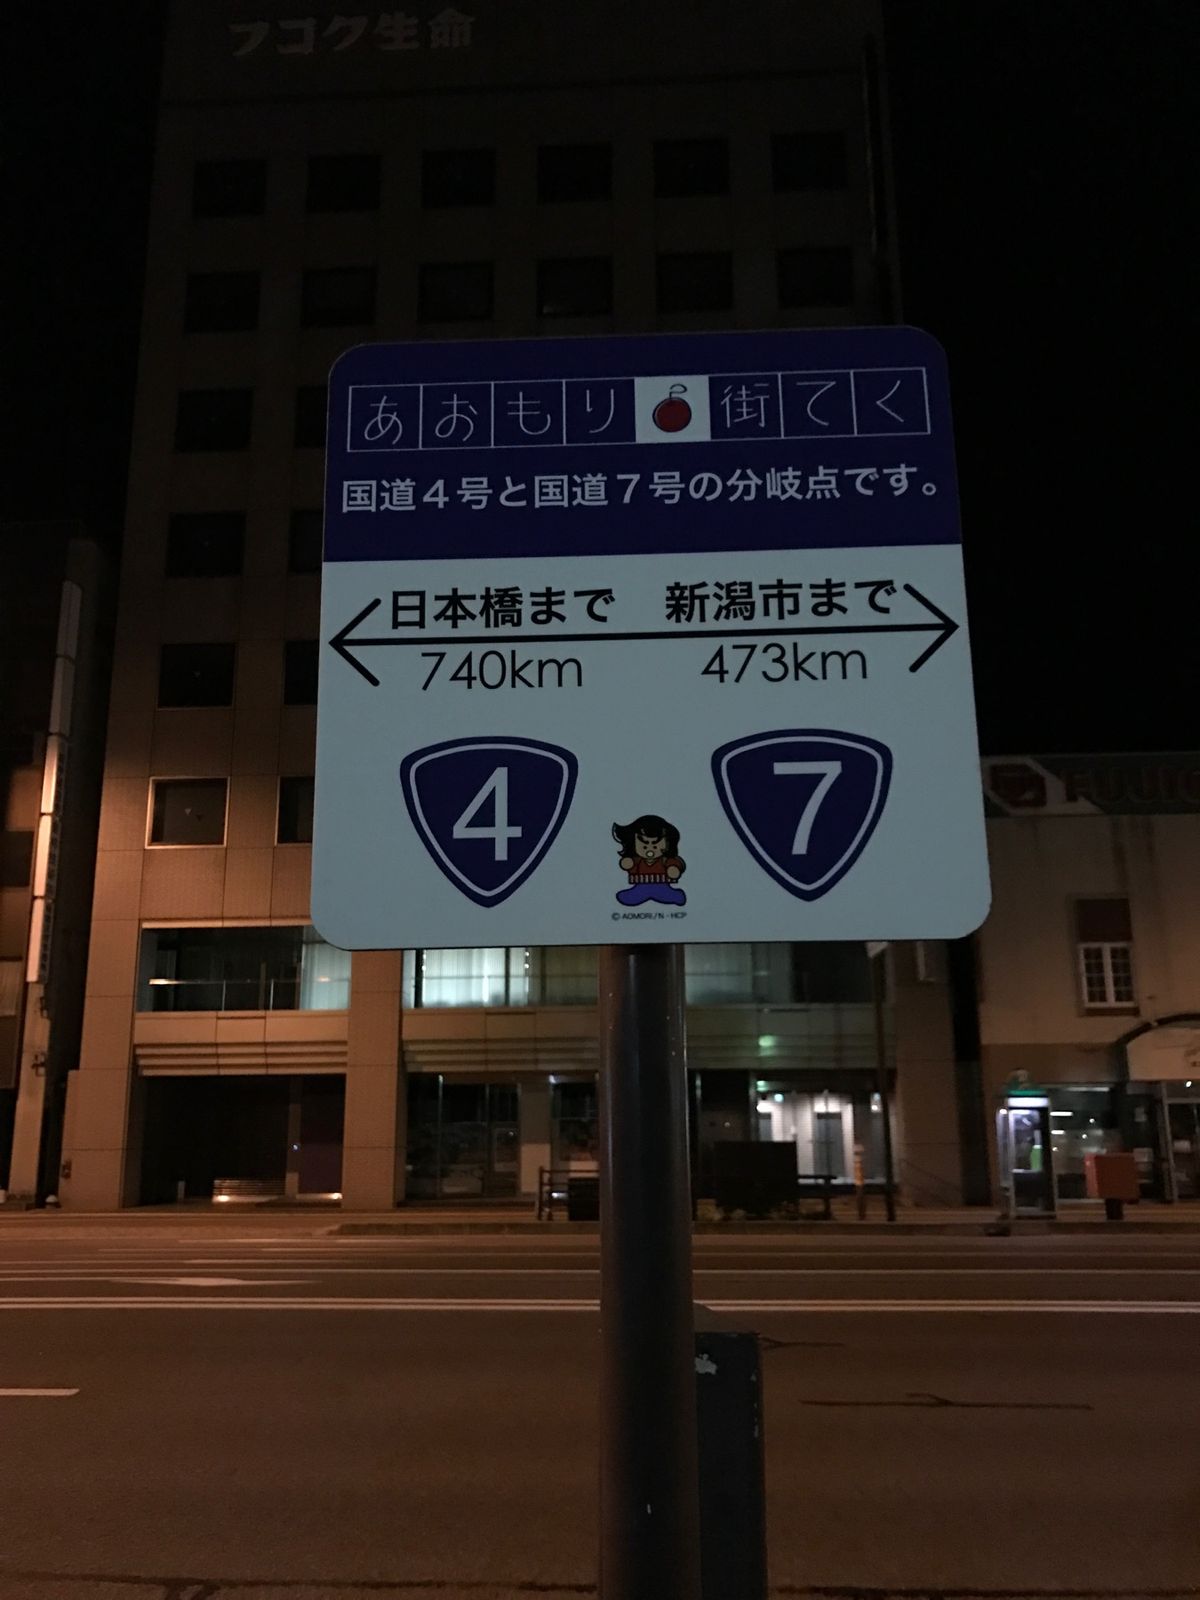 フコク生命
あおもり街てく
国道4号と国道7号の分岐点です。
日本橋まで 新潟市まで
740km 473km
4 7
©AOMORI/N・HCP